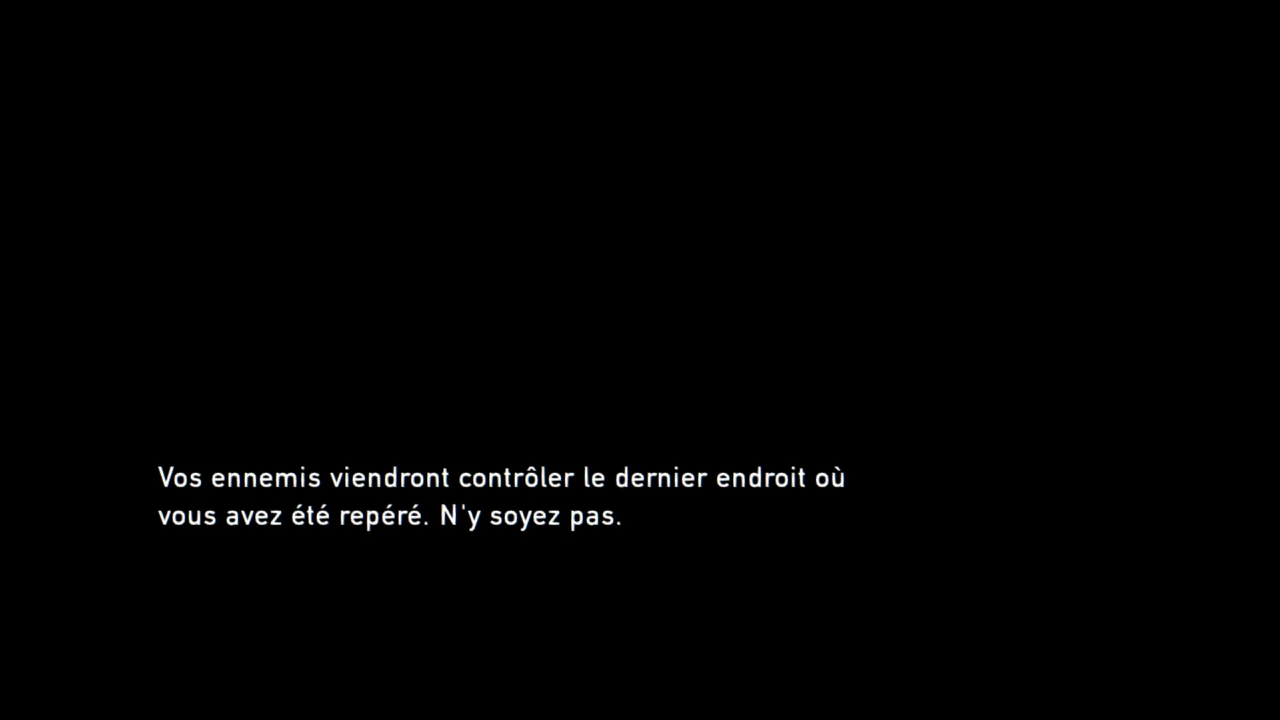 Vos ennemis viendront contrôler le dernier endroit où
vous avez été repéré. N'y soyez pas.